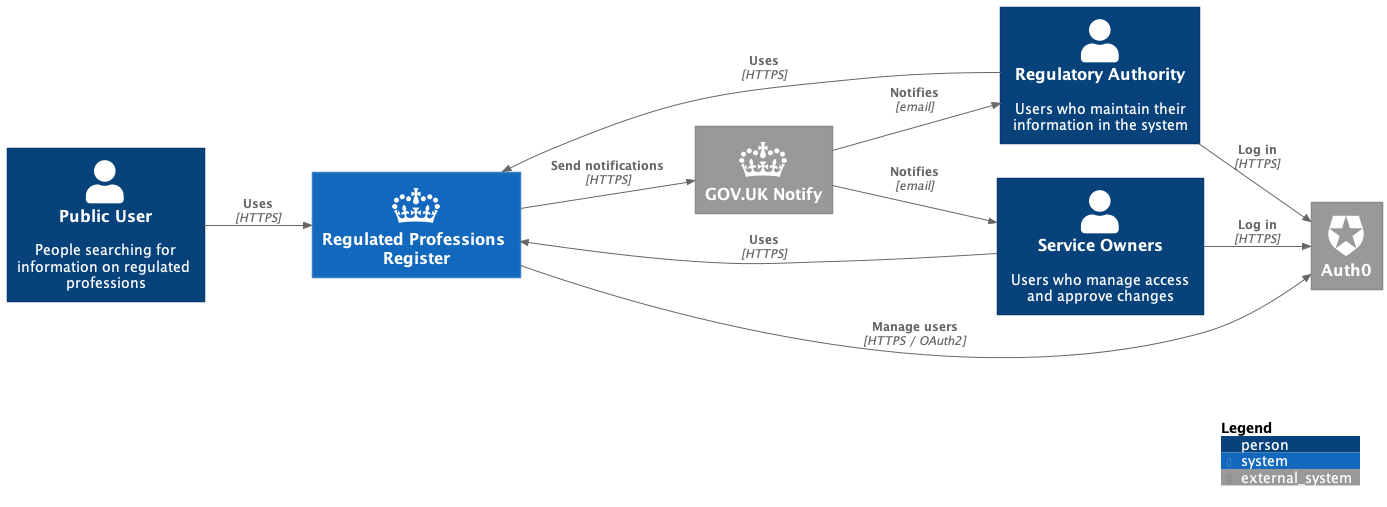 Public User
People searching for
information on regulated
professions
Uses
[HTTPS]
Regulated Professions
Register
Uses
[HTTPS]
Send notifications
[HTTPS]
GOV.UK Notify
Notifies
[email]
Notifies
[email]
Uses
[HTTPS]
Manage users
[HTTPS / OAuth2]
Regulatory Authority
Users who maintain their
information in the system
Service Owners
Users who manage access
and approve changes
Log in
[HTTPS]
Log in
[HTTPS]
Auth0
Legend
person
system
external_system